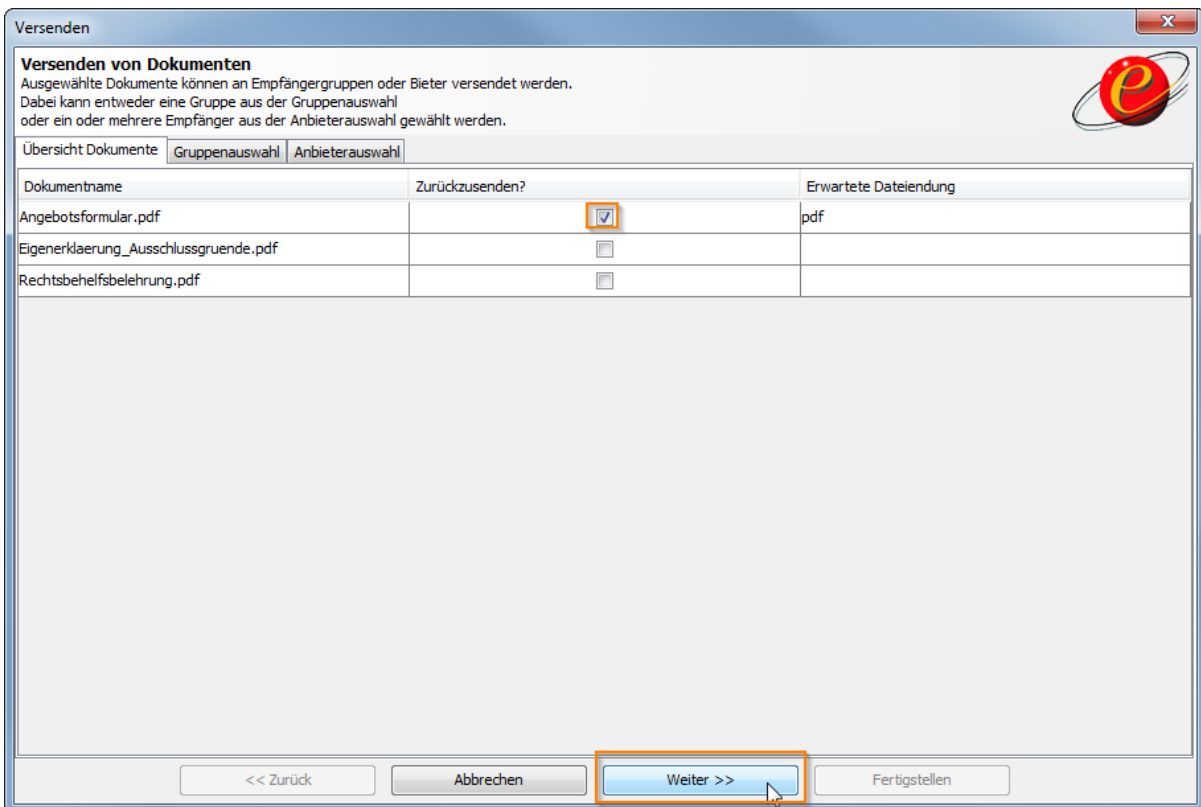 Versenden
x
Versenden von Dokumenten
Ausgewählte Dokumente können an Empfängergruppen oder Bieter versendet werden.
Dabei kann entweder eine Gruppe aus der Gruppenauswahl
oder ein oder mehrere Empfänger aus der Anbieterauswahl gewählt werden.
e
Übersicht Dokumente Gruppenauswahl Anbieterauswahl
Dokumentname Zurückzusenden? Erwartete Dateiendung
Angebotsformular.pdf pdf
Eigenerklaerung_Ausschlussgruende.pdf
Rechtsbehelfsbelehrung.pdf
<< Zurück Abbrechen Weiter >> Fertigstellen